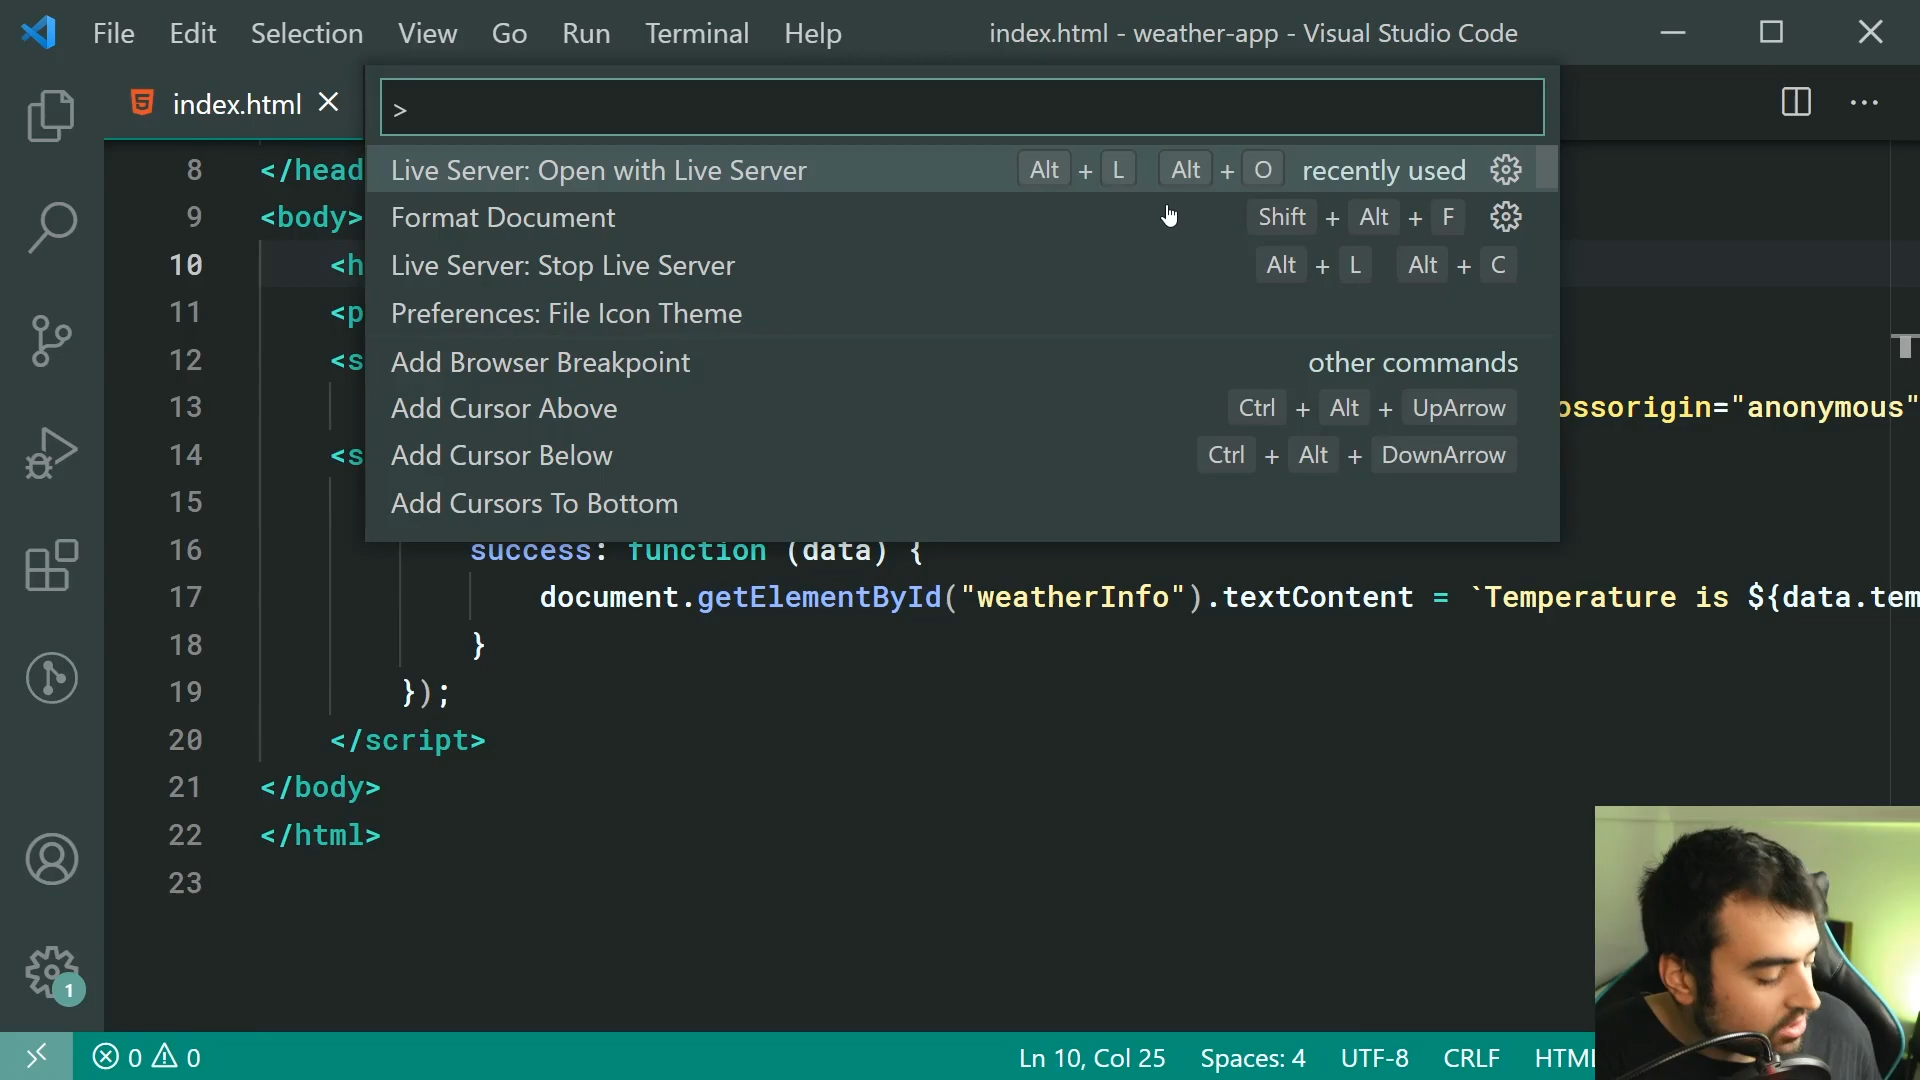 File Edit Selection View Go Run Terminal Help index.html - weather-app - Visual Studio Code
index.html
>
Live Server: Open with Live Server Alt + L Alt + O recently used
Format Document Shift + Alt + F
Live Server: Stop Live Server Alt + L Alt + C
Preferences: File Icon Theme
Add Browser Breakpoint other commands
Add Cursor Above Ctrl + Alt + UpArrow
Add Cursor Below Ctrl + Alt + DownArrow
Add Cursors To Bottom
8 </head
9 <body>
10 <h
11 <p
12 <s
13 ossorigin="anonymous"
14 <s
15
16 success: function (data) {
17 document.getElementById("weatherInfo").textContent = `Temperature is ${data.tem
18 }
19 });
20 </script>
21 </body>
22 </html>
23
1
0 0 Ln 10, Col 25 Spaces: 4 UTF-8 CRLF HTM